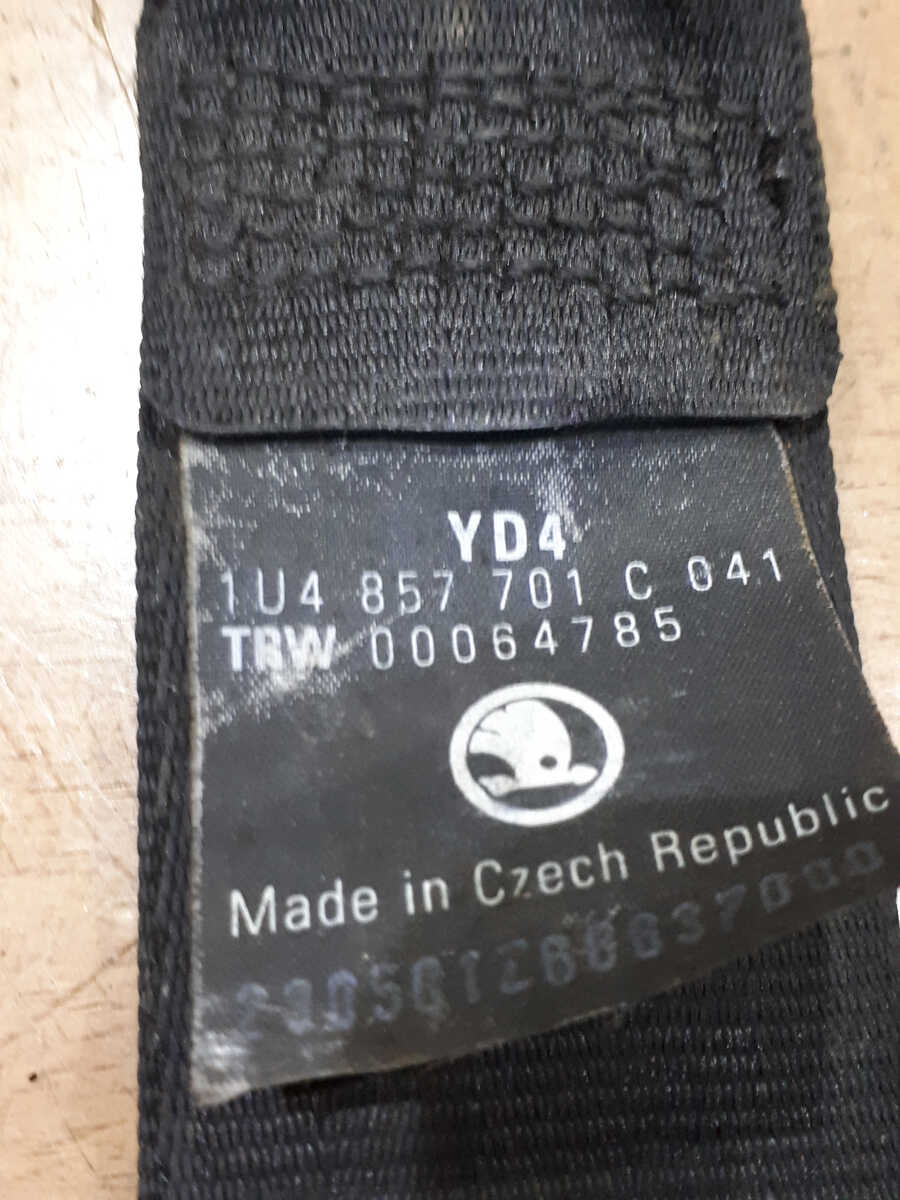 YD4
1U4 857 701 C 041
TRW 00064785
Made in Czech Republic